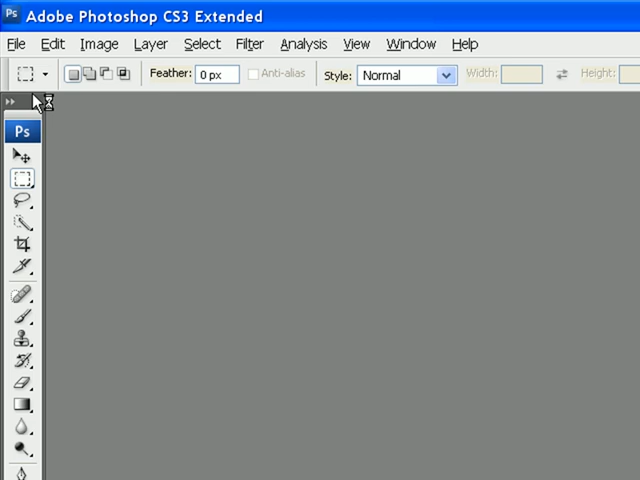 Ps Adobe Photoshop CS3 Extended
File Edit Image Layer Select Filter Analysis View Window Help
Feather: 0 px Anti-alias Style: Normal Width: Height:
Ps